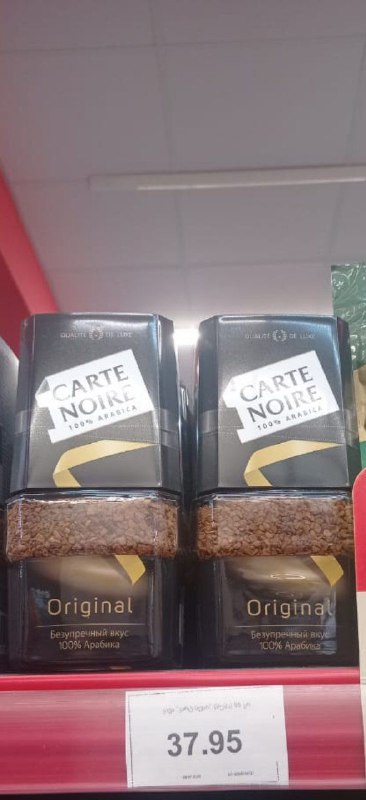 QUALITÉ DE LUXE
CARTE
NOIRE
100% ARABICA
Original
Безупречный вкус
100% Арабика
QUALITÉ DE LUXE
CARTE
NOIRE
100% ARABICA
Original
Безупречный вкус
100% Арабика
37.95